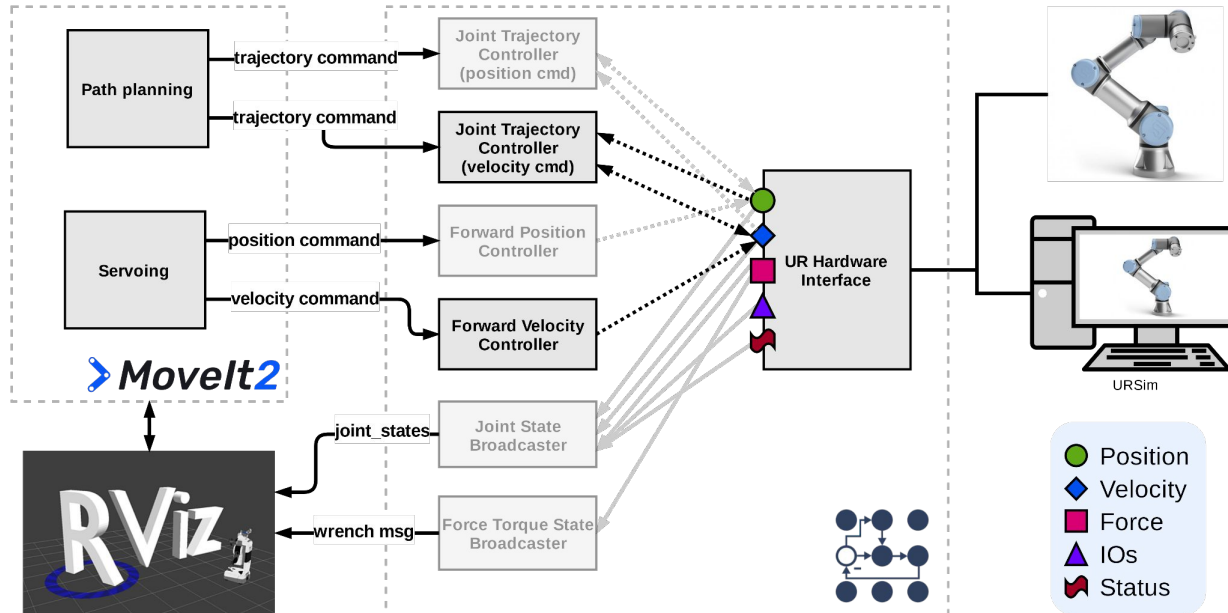 Path planning
trajectory command
trajectory command
Joint Trajectory
Controller
(position cmd)
Joint Trajectory
Controller
(velocity cmd)
Servoing
position command
velocity command
Forward Position
Controller
Forward Velocity
Controller
UR Hardware
Interface
MoveIt2
joint_states
Joint State
Broadcaster
wrench msg
Force Torque State
Broadcaster
RViz
URSim
Position
Velocity
Force
IOs
Status